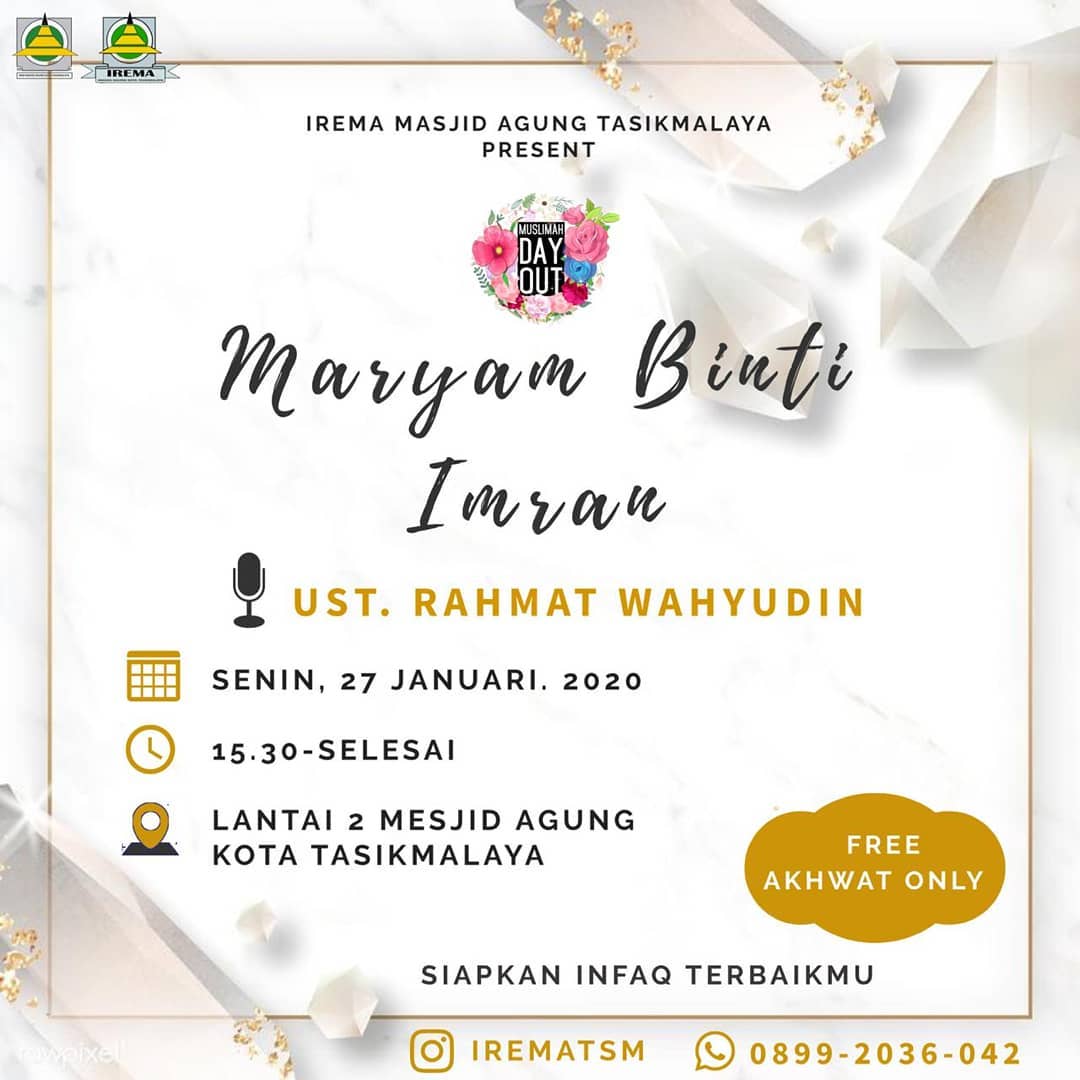 IREMA
IREMA MASJID AGUNG TASIKMALAYA
PRESENT
MUSLIMAH
DAY
OUT
Maryam Binti
Imran
UST. RAHMAT WAHYUDIN
SENIN, 27 JANUARI. 2020
15.30-SELESAI
LANTAI 2 MESJID AGUNG
KOTA TASIKMALAYA
FREE
AKHWAT ONLY
SIAPKAN INFAQ TERBAIKMU
IREMATSM
0899-2036-042
rawpixel